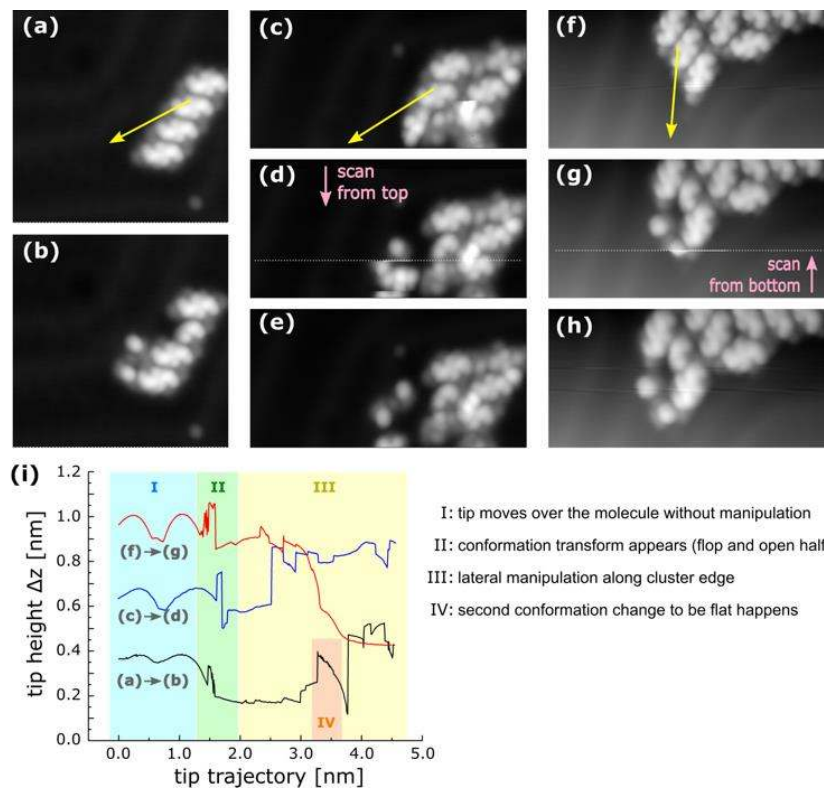 (a)
(c)
(f)
(d)
scan
from top
(g)
scan
from bottom
(b)
(e)
(h)
(i)
1.2
1.0
0.8
0.6
0.4
0.2
0.0
tip height Δz [nm]
I
II
III
IV
(f)→(g)
(c)→(d)
(a)→(b)
0.0 1.0 2.0 3.0 4.0 5.0
tip trajectory [nm]
I: tip moves over the molecule without manipulation
II: conformation transform appears (flop and open half
III: lateral manipulation along cluster edge
IV: second conformation change to be flat happens